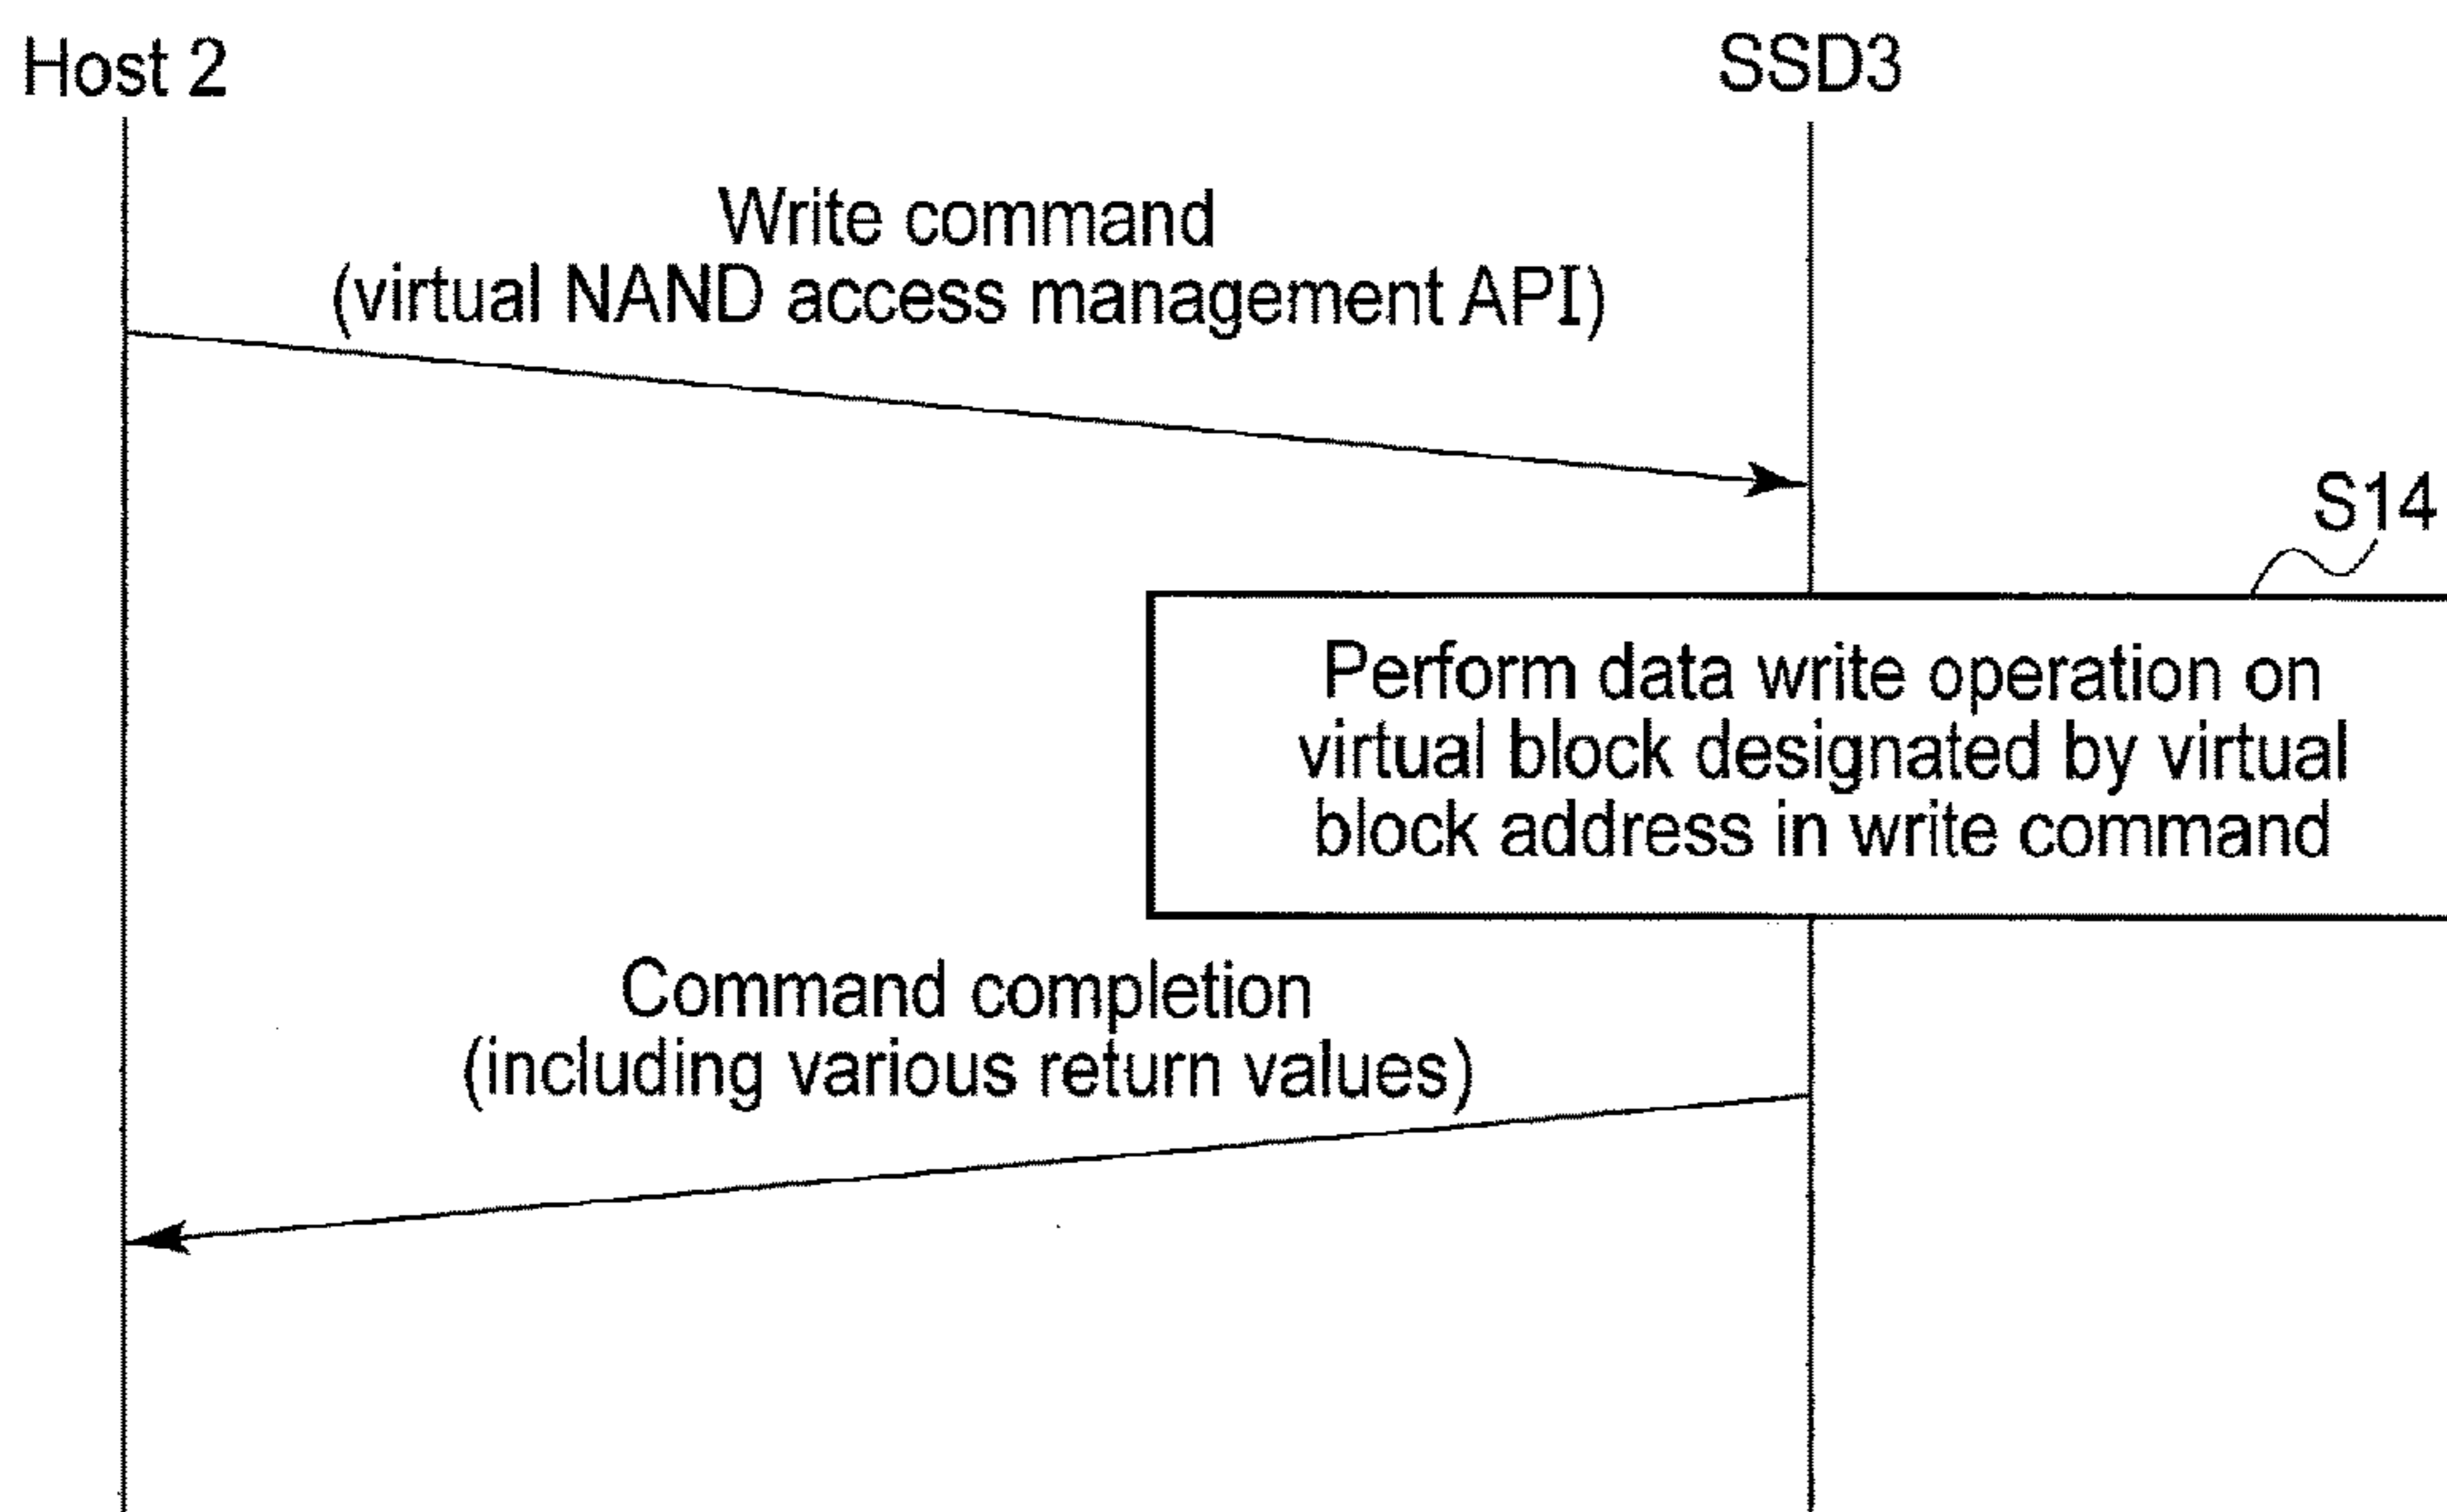 Host 2
SSD3
Write command
(virtual NAND access management API)
S14
Perform data write operation on
virtual block designated by virtual
block address in write command
Command completion
(including various return values)